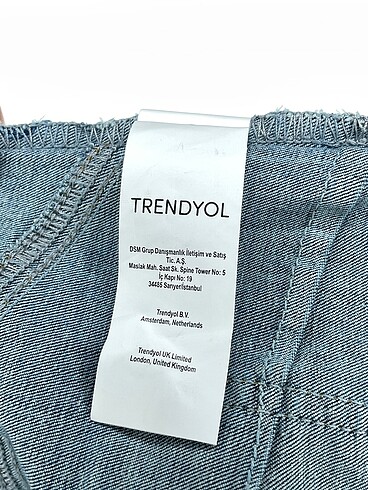 TRENDYOL
DSM Grup Danışmanlık İletişim ve Satış
Tic. A.Ş.
Maslak Mah. Saat Sk. Spine Tower No: 5
İç Kapı No: 19
34485 Sarıyer/İstanbul
Trendyol B.V.
Amsterdam, Netherlands
Trendyol UK Limited
London, United Kingdom